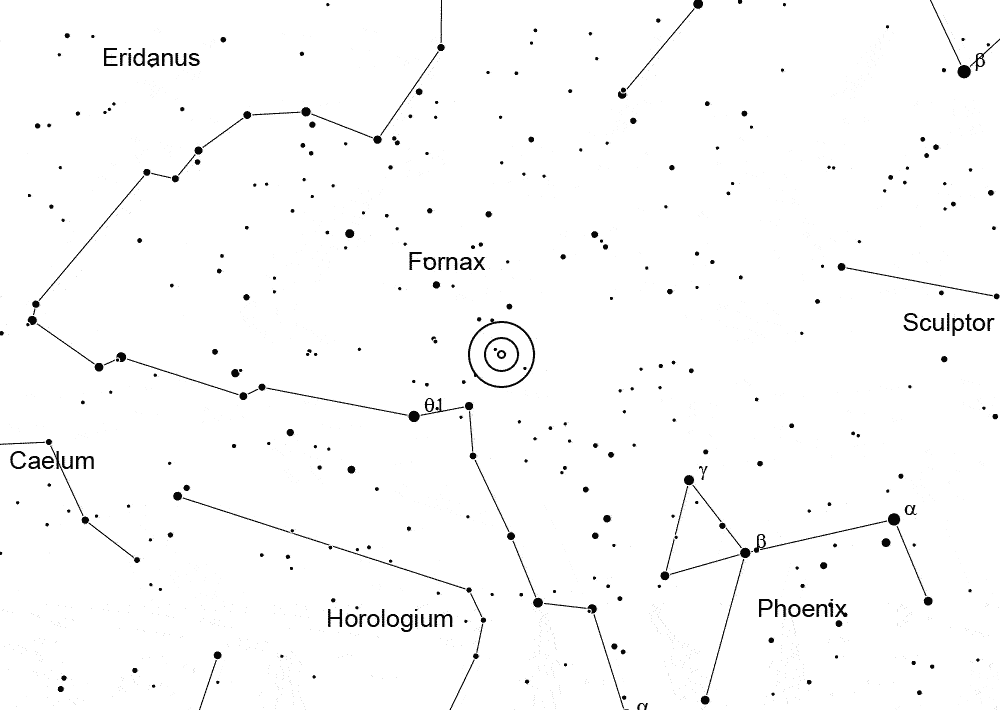 Eridanus
β
Fornax
Sculptor
θ1
Caelum
γ
α
β
Phoenix
Horologium
α